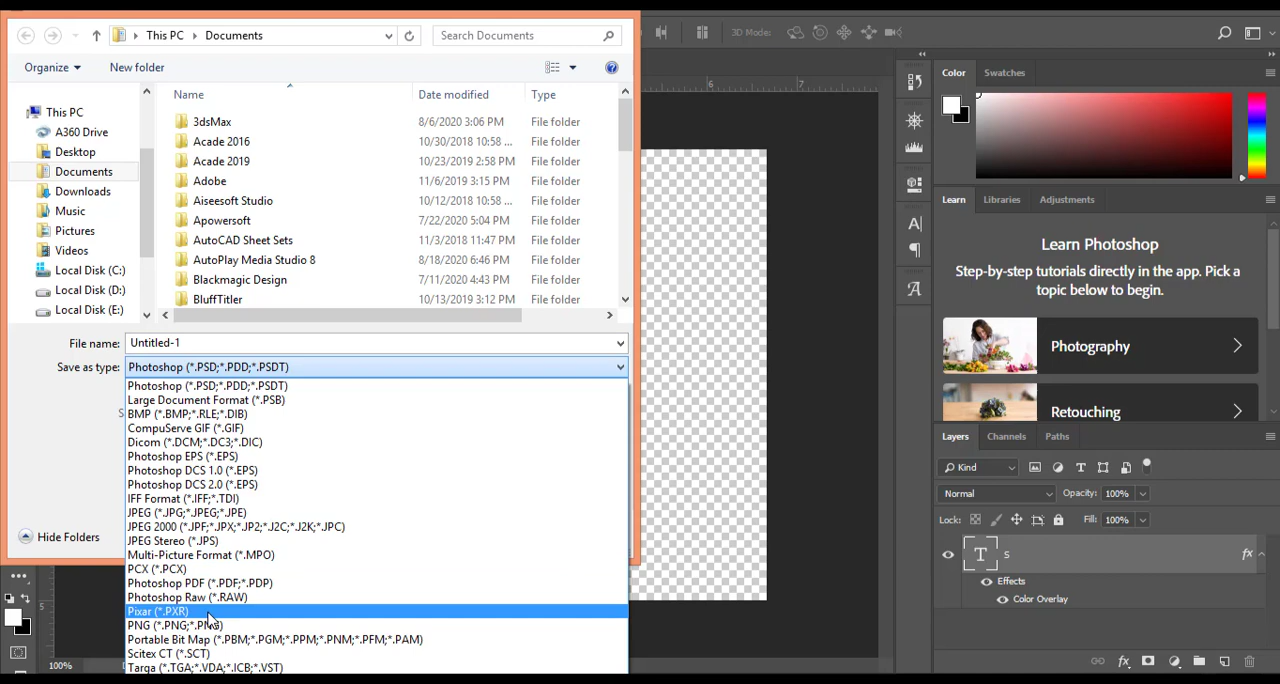 This PC
Documents
Search Documents
Organize
New folder
Name
Date modified
Type
This PC
A360 Drive
Desktop
Documents
Downloads
Music
Pictures
Videos
Local Disk (C:)
Local Disk (D:)
Local Disk (E:)
3dsMax 8/6/2020 3:06 PM File folder
Acade 2016 10/30/2018 10:58 ... File folder
Acade 2019 10/23/2019 2:58 PM File folder
Adobe 11/6/2019 3:15 PM File folder
Aiseesoft Studio 10/12/2018 10:58 ... File folder
Apowersoft 7/22/2020 5:04 PM File folder
AutoCAD Sheet Sets 11/3/2018 11:47 PM File folder
AutoPlay Media Studio 8 8/18/2020 6:46 PM File folder
Blackmagic Design 7/11/2020 4:43 PM File folder
BluffTitler 10/13/2019 3:12 PM File folder
File name: Untitled-1
Save as type: Photoshop (*.PSD;*.PDD;*.PSDT)
Photoshop (*.PSD;*.PDD;*.PSDT)
Large Document Format (*.PSB)
BMP (*.BMP;*.RLE;*.DIB)
CompuServe GIF (*.GIF)
Dicom (*.DCM;*.DC3;*.DIC)
Photoshop EPS (*.EPS)
Photoshop DCS 1.0 (*.EPS)
Photoshop DCS 2.0 (*.EPS)
IFF Format (*.IFF;*.TDI)
JPEG (*.JPG;*.JPEG;*.JPE)
JPEG 2000 (*.JPF;*.JPX;*.JP2;*.J2C;*.J2K;*.JPC)
JPEG Stereo (*.JPS)
Multi-Picture Format (*.MPO)
PCX (*.PCX)
Photoshop PDF (*.PDF;*.PDP)
Photoshop Raw (*.RAW)
Pixar (*.PXR)
PNG (*.PNG;
Portable Bit Map (*.PBM;*.PGM;*.PPM;*.PNM;*.PFM;*.PAM)
Scitex CT (*.SCT)
Targa (*.TGA;*.VDA;*.ICB;*.VST)
Hide Folders
100%
5
3D Mode:
6
7
Color
Swatches
Learn
Libraries
Adjustments
Learn Photoshop
Step-by-step tutorials directly in the app. Pick a
topic below to begin.
Photography
Retouching
Layers
Channels
Paths
Kind
Normal
Opacity: 100%
Lock:
Fill: 100%
T S fx
Effects
Color Overlay
fx